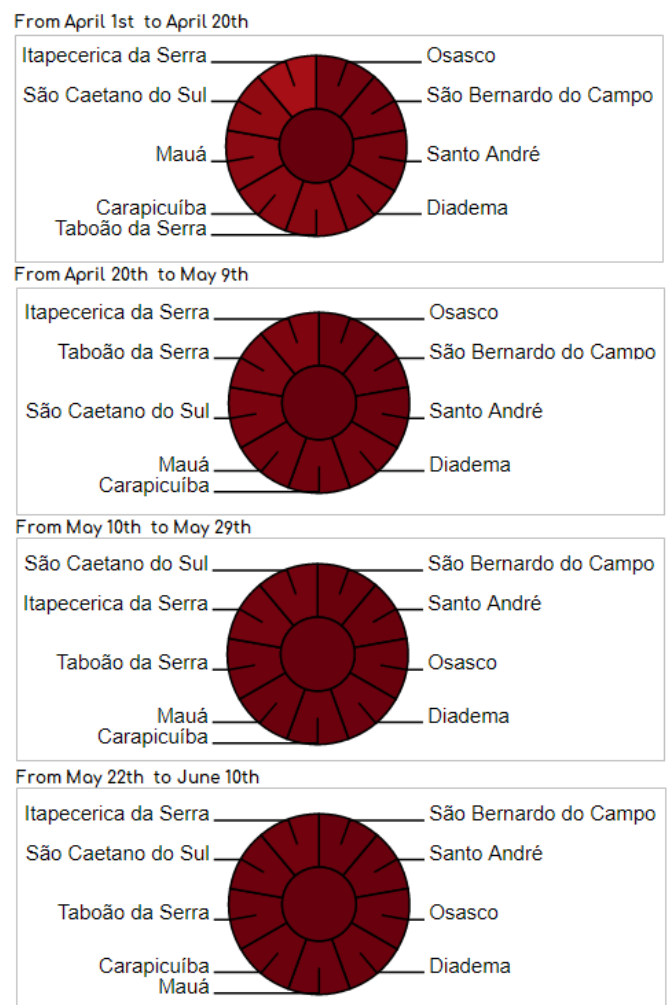 From April 1st to April 20th
Itapecerica da Serra
Osasco
São Caetano do Sul
São Bernardo do Campo
Mauá
Santo André
Carapicuíba
Diadema
Taboão da Serra
From April 20th to May 9th
Itapecerica da Serra
Osasco
Taboão da Serra
São Bernardo do Campo
São Caetano do Sul
Santo André
Mauá
Diadema
Carapicuíba
From May 10th to May 29th
São Caetano do Sul
São Bernardo do Campo
Itapecerica da Serra
Santo André
Taboão da Serra
Osasco
Mauá
Diadema
Carapicuíba
From May 22th to June 10th
Itapecerica da Serra
São Bernardo do Campo
São Caetano do Sul
Santo André
Taboão da Serra
Osasco
Carapicuíba
Diadema
Mauá